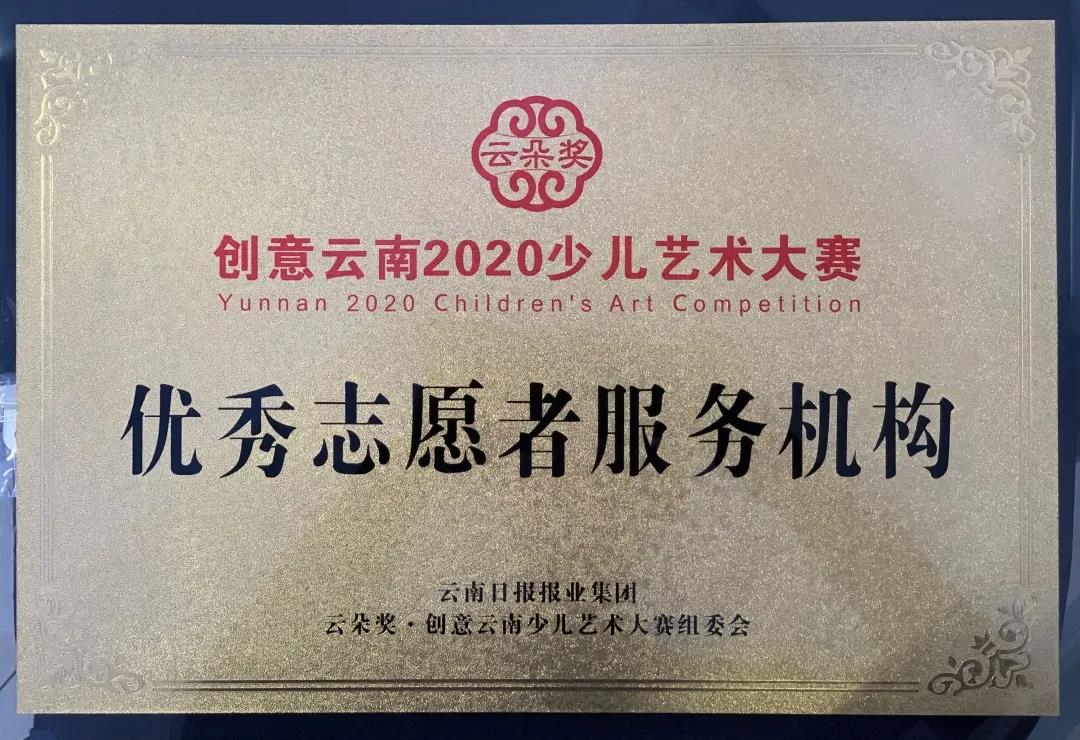 云朵奖
创意云南2020少儿艺术大赛
Yunnan 2020 Children's Art Competition
优秀志愿者服务机构
云南日报报业集团
云朵奖·创意云南少儿艺术大赛组委会